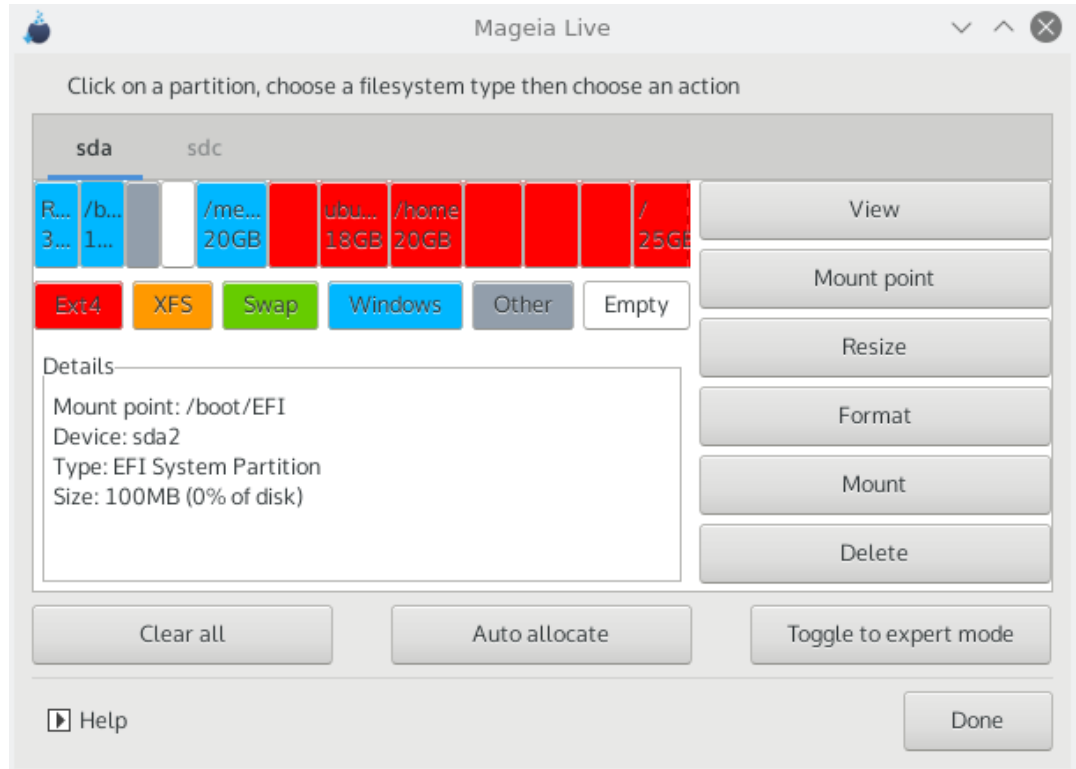 Mageia Live
Click on a partition, choose a filesystem type then choose an action
sda sdc
R... /b... /me... ubu... /home /
3... 1... 20GB 18GB 20GB 25GB
Ext4 XFS Swap Windows Other Empty
Details
Mount point: /boot/EFI
Device: sda2
Type: EFI System Partition
Size: 100MB (0% of disk)
View
Mount point
Resize
Format
Mount
Delete
Clear all Auto allocate Toggle to expert mode
Help Done